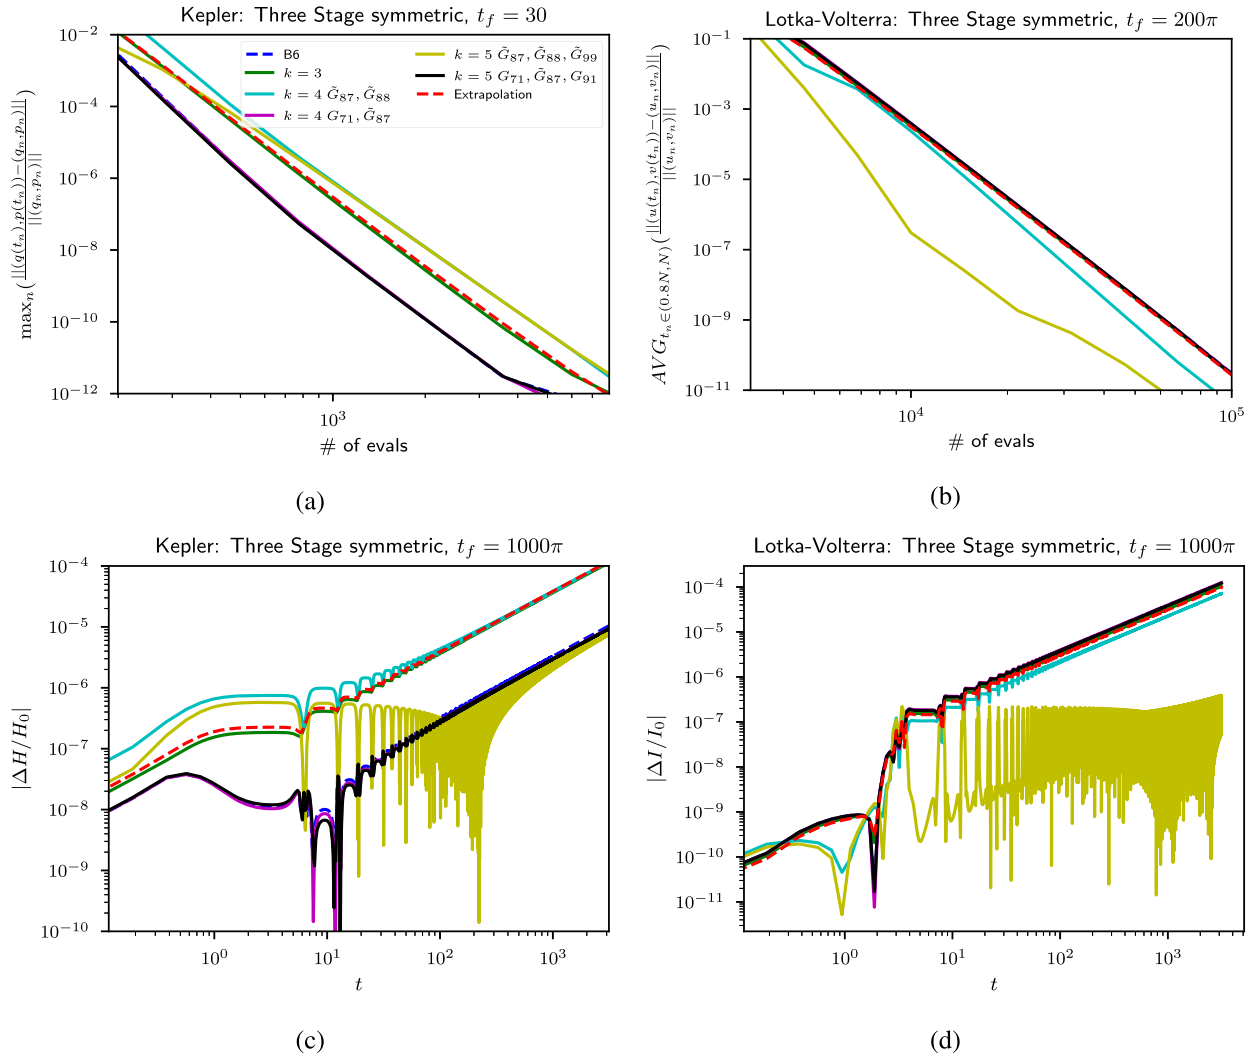 Kepler: Three Stage symmetric, $t_f = 30$
$\max_n(\frac{||(q(t_n),p(t_n))-(q_n,p_n)||}{||(q_n,p_n)||})$
$10^{-2}$
$10^{-4}$
$10^{-6}$
$10^{-8}$
$10^{-10}$
$10^{-12}$
B6
$k = 3$
$k = 4\ \tilde{G}_{87}, \tilde{G}_{88}$
$k = 4\ G_{71}, \tilde{G}_{87}$
$k = 5\ \tilde{G}_{87}, \tilde{G}_{88}, \tilde{G}_{99}$
$k = 5\ G_{71}, \tilde{G}_{87}, G_{91}$
Extrapolation
$10^3$
# of evals
(a)
Lotka-Volterra: Three Stage symmetric, $t_f = 200\pi$
$AVG_{t_n \in (0.8N,N)}(\frac{||(u(t_n),v(t_n))-(u_n,v_n)||}{||(u_n,v_n)||})$
$10^{-1}$
$10^{-3}$
$10^{-5}$
$10^{-7}$
$10^{-9}$
$10^{-11}$
$10^4$ $10^5$
# of evals
(b)
Kepler: Three Stage symmetric, $t_f = 1000\pi$
$|\Delta H/H_0|$
$10^{-4}$
$10^{-5}$
$10^{-6}$
$10^{-7}$
$10^{-8}$
$10^{-9}$
$10^{-10}$
$10^0$ $10^1$ $10^2$ $10^3$
$t$
(c)
Lotka-Volterra: Three Stage symmetric, $t_f = 1000\pi$
$|\Delta I/I_0|$
$10^{-4}$
$10^{-5}$
$10^{-6}$
$10^{-7}$
$10^{-8}$
$10^{-9}$
$10^{-10}$
$10^{-11}$
$10^0$ $10^1$ $10^2$ $10^3$
$t$
(d)